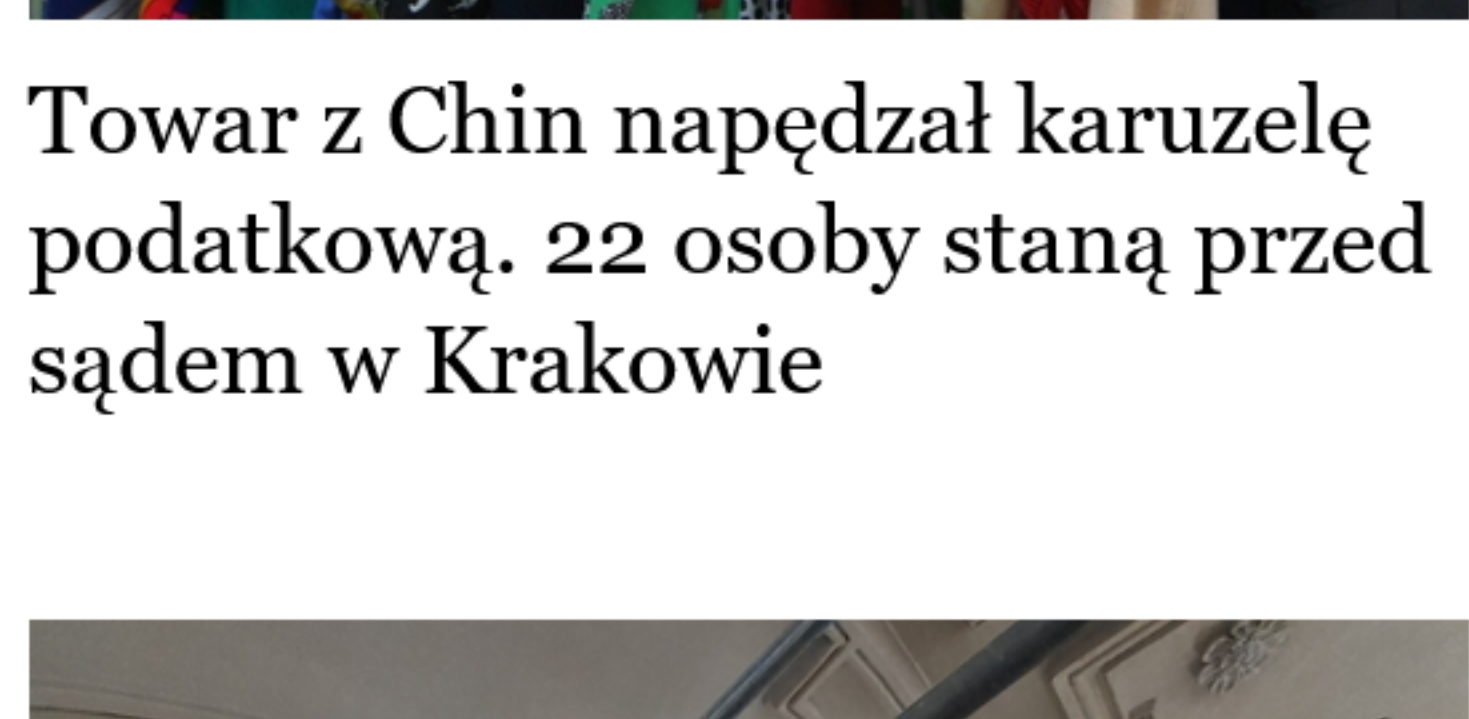 Towar z Chin napędzał karuzelę
podatkową. 22 osoby staną przed
sądem w Krakowie